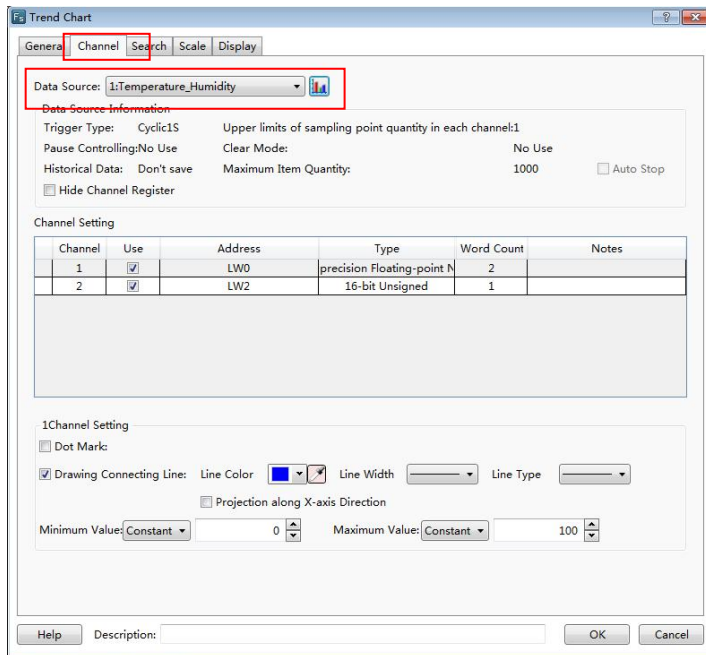 Trend Chart
General Channel Search Scale Display
Data Source: 1:Temperature_Humidity
Data Source Information
Trigger Type: Cyclic1S Upper limits of sampling point quantity in each channel:1
Pause Controlling:No Use Clear Mode: No Use
Historical Data: Don't save Maximum Item Quantity: 1000 Auto Stop
Hide Channel Register
Channel Setting
Channel Use Address Type Word Count Notes
1 LW0 precision Floating-point N 2
2 LW2 16-bit Unsigned 1
1Channel Setting
Dot Mark:
Drawing Connecting Line: Line Color Line Width Line Type
Projection along X-axis Direction
Minimum Value: Constant 0 Maximum Value: Constant 100
Help Description: OK Cancel